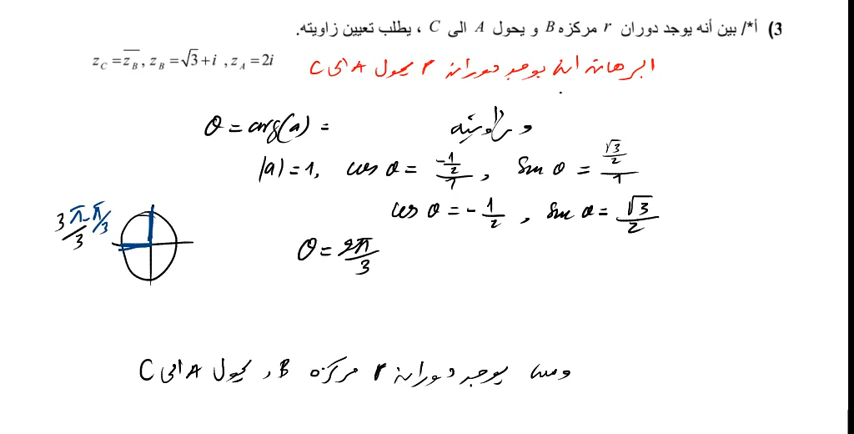 3) أ*/ بين أنه يوجد دوران r مركزه B و يحول A الى C ، يطلب تعيين زاويته.
z_C = \overline{z_B} , z_B = √3 + i , z_A = 2i
البرهان انه يوجد دوران r يحول A الى C
و زاويته
θ = arg(a) =
|a| = 1, cos θ = (-1/2)/1 , sin θ = (√3/2)/1
cos θ = -1/2 , sin θ = √3/2
3π/3 - π/3
θ = 2π/3
ومنه يوجد دوران r مركزه B و يحول A الى C